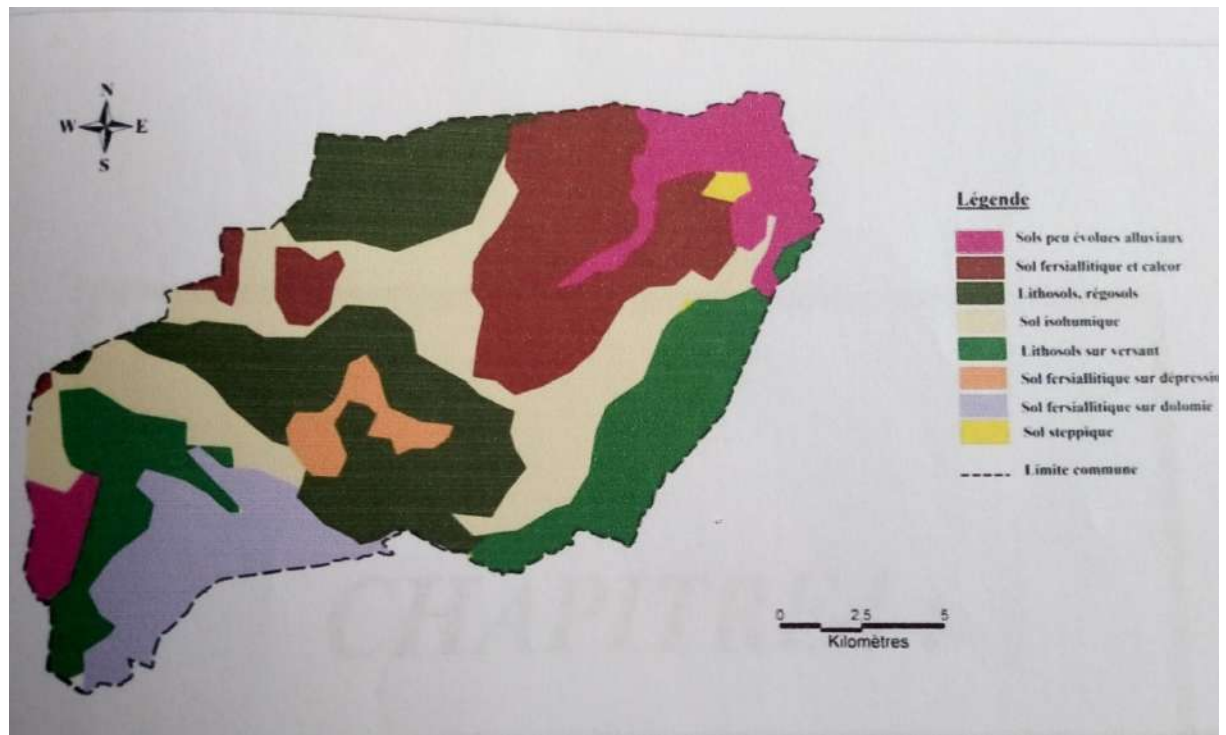 N
W E
S
Légende
Sols peu évolues alluviaux
Sol fersiallitique et calcor
Lithosols, régosols
Sol isohumique
Lithosols sur versant
Sol fersiallitique sur dépressio
Sol fersiallitique sur dolomie
Sol steppique
Limite commune
0 2.5 5
Kilomètres
CHAPITRE